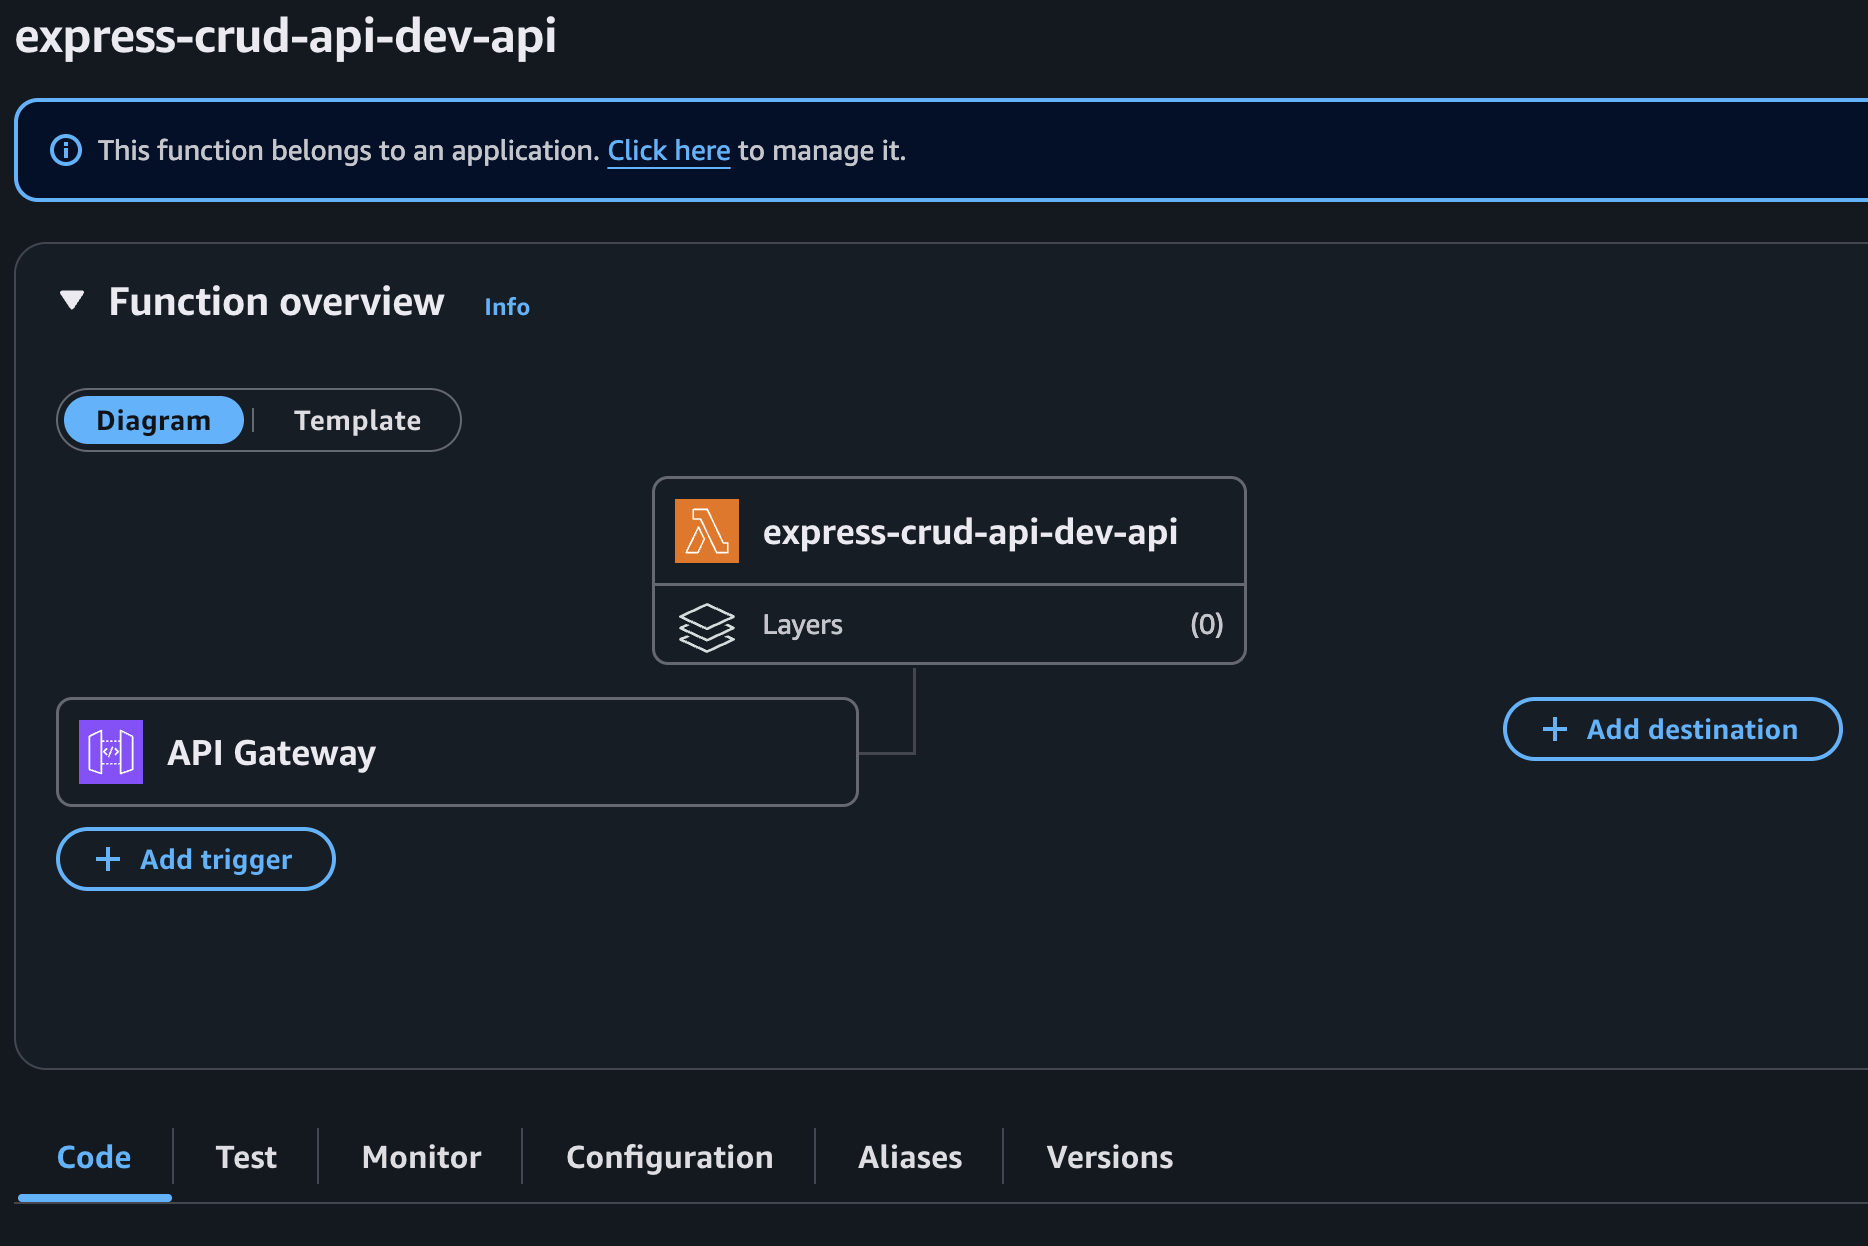 express-crud-api-dev-api
This function belongs to an application. Click here to manage it.
Function overview Info
Diagram | Template
express-crud-api-dev-api
Layers (0)
API Gateway
+ Add destination
+ Add trigger
Code Test Monitor Configuration Aliases Versions